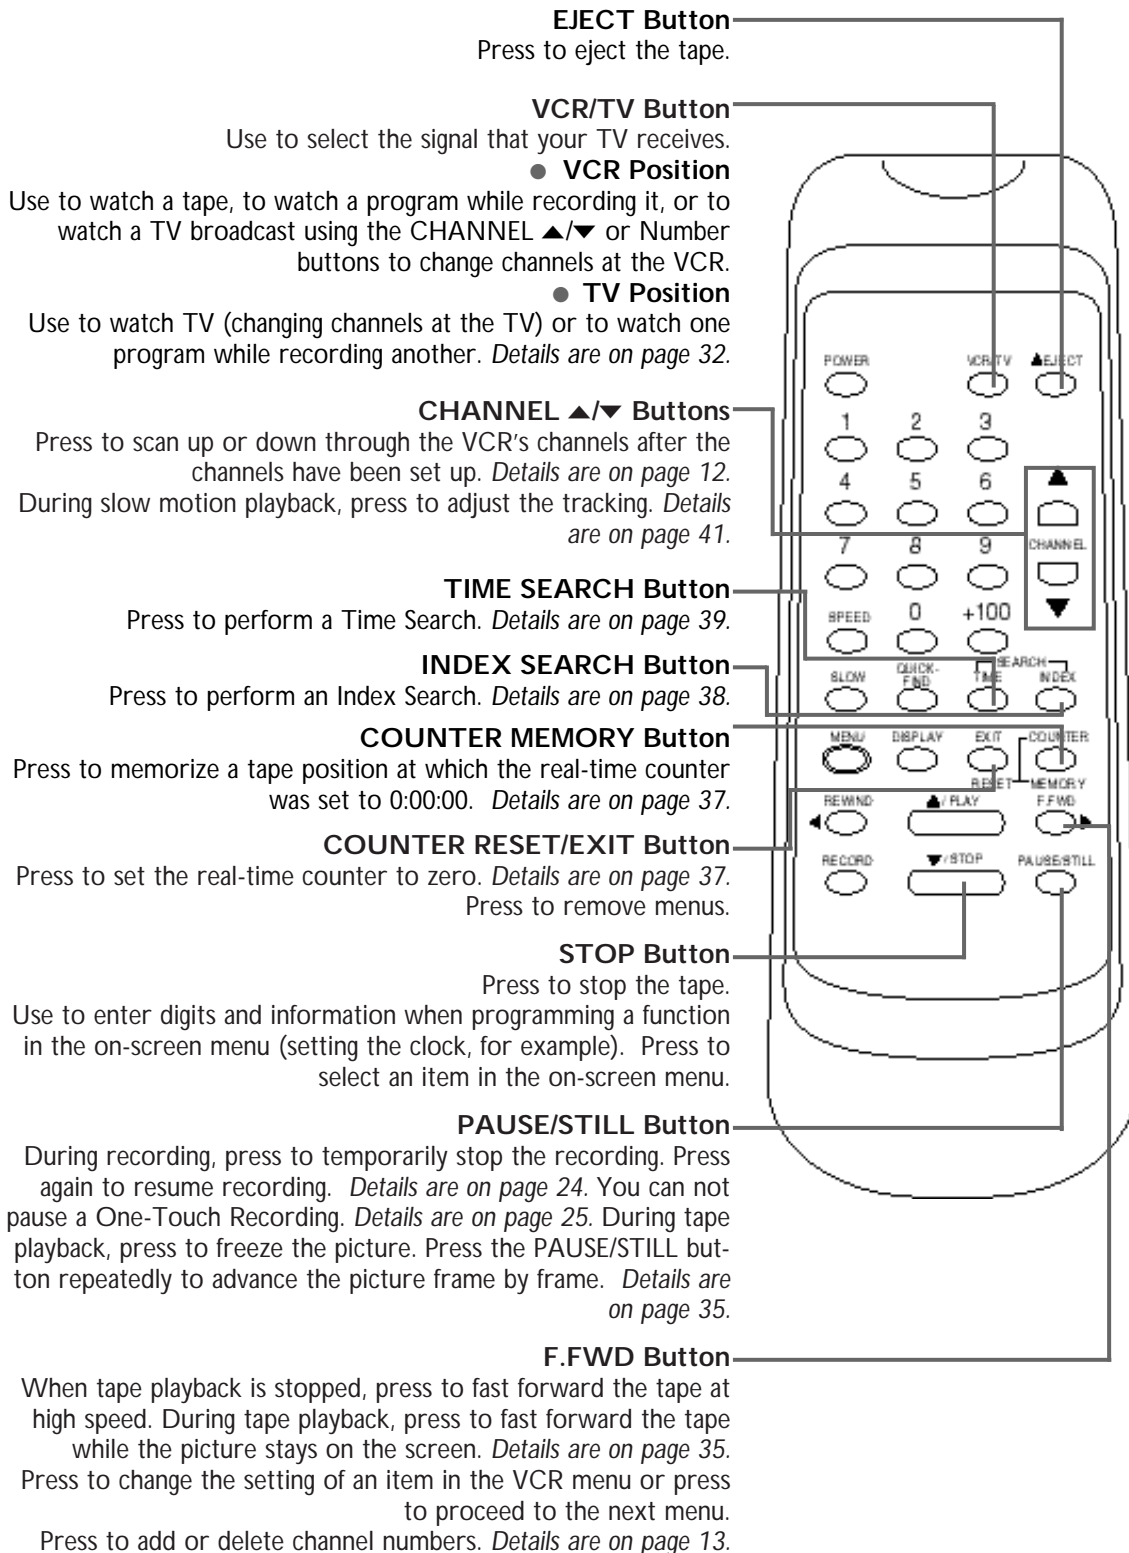 EJECT Button
Press to eject the tape.
VCR/TV Button
Use to select the signal that your TV receives.
● VCR Position
Use to watch a tape, to watch a program while recording it, or to
watch a TV broadcast using the CHANNEL ▲/▼ or Number
buttons to change channels at the VCR.
● TV Position
Use to watch TV (changing channels at the TV) or to watch one
program while recording another. Details are on page 32.
CHANNEL ▲/▼ Buttons
Press to scan up or down through the VCR's channels after the
channels have been set up. Details are on page 12.
During slow motion playback, press to adjust the tracking. Details
are on page 41.
TIME SEARCH Button
Press to perform a Time Search. Details are on page 39.
INDEX SEARCH Button
Press to perform an Index Search. Details are on page 38.
COUNTER MEMORY Button
Press to memorize a tape position at which the real-time counter
was set to 0:00:00. Details are on page 37.
COUNTER RESET/EXIT Button
Press to set the real-time counter to zero. Details are on page 37.
Press to remove menus.
STOP Button
Press to stop the tape.
Use to enter digits and information when programming a function
in the on-screen menu (setting the clock, for example). Press to
select an item in the on-screen menu.
PAUSE/STILL Button
During recording, press to temporarily stop the recording. Press
again to resume recording. Details are on page 24. You can not
pause a One-Touch Recording. Details are on page 25. During tape
playback, press to freeze the picture. Press the PAUSE/STILL but-
ton repeatedly to advance the picture frame by frame. Details are
on page 35.
F.FWD Button
When tape playback is stopped, press to fast forward the tape at
high speed. During tape playback, press to fast forward the tape
while the picture stays on the screen. Details are on page 35.
Press to change the setting of an item in the VCR menu or press
to proceed to the next menu.
Press to add or delete channel numbers. Details are on page 13.
POWER VCR/TV ▲EJECT
1 2 3
4 5 6 ▲
7 8 9 CHANNEL
SPEED 0 +100 ▼
SEARCH
SLOW QUICK-
FIND TIME INDEX
MENU DISPLAY EXIT COUNTER
RESET MEMORY
REWIND ▲/PLAY F.FWD
◀ ▶
RECORD ▼/STOP PAUSE/STILL